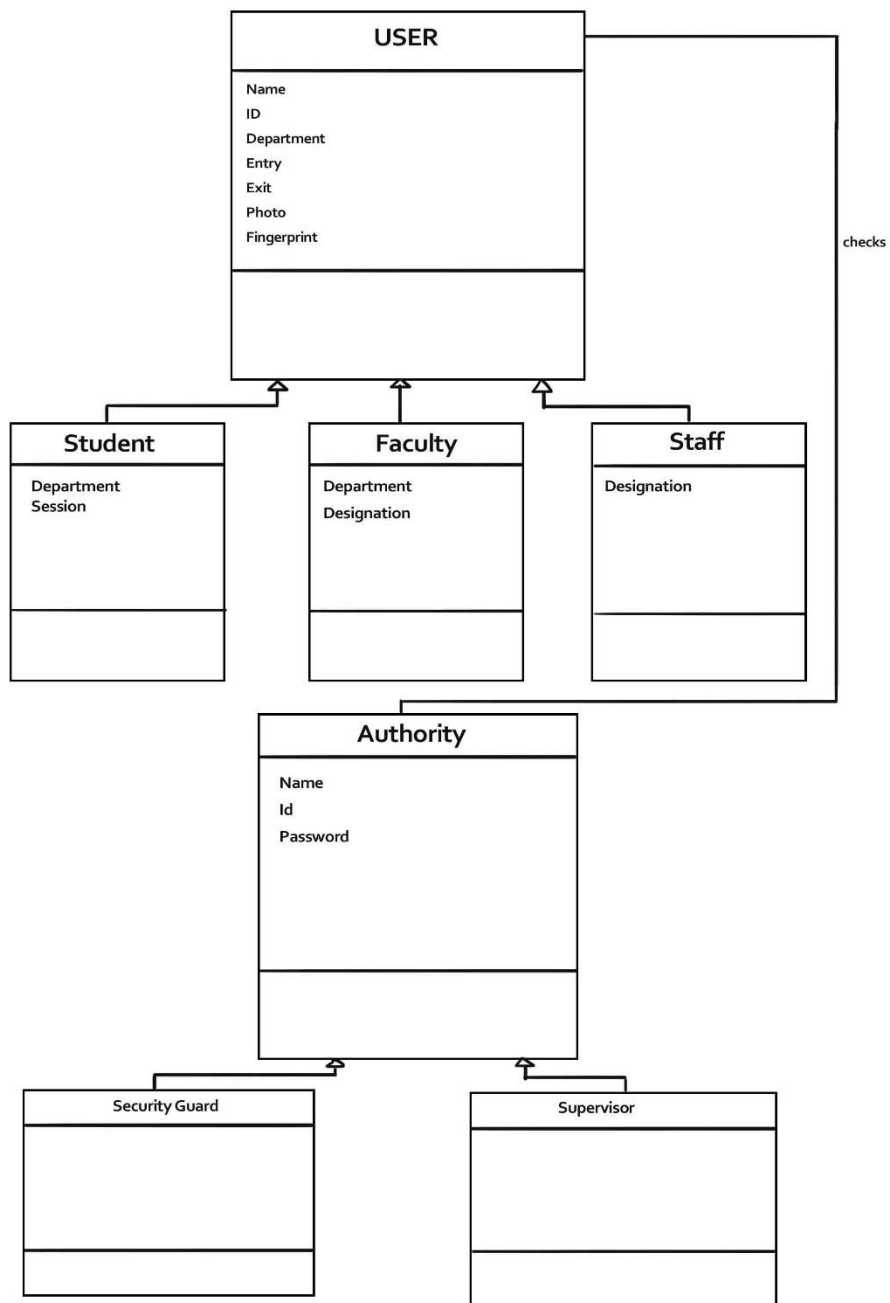 USER
Name
ID
Department
Entry
Exit
Photo
Fingerprint
checks
Student
Department
Session
Faculty
Department
Designation
Staff
Designation
Authority
Name
Id
Password
Security Guard
Supervisor